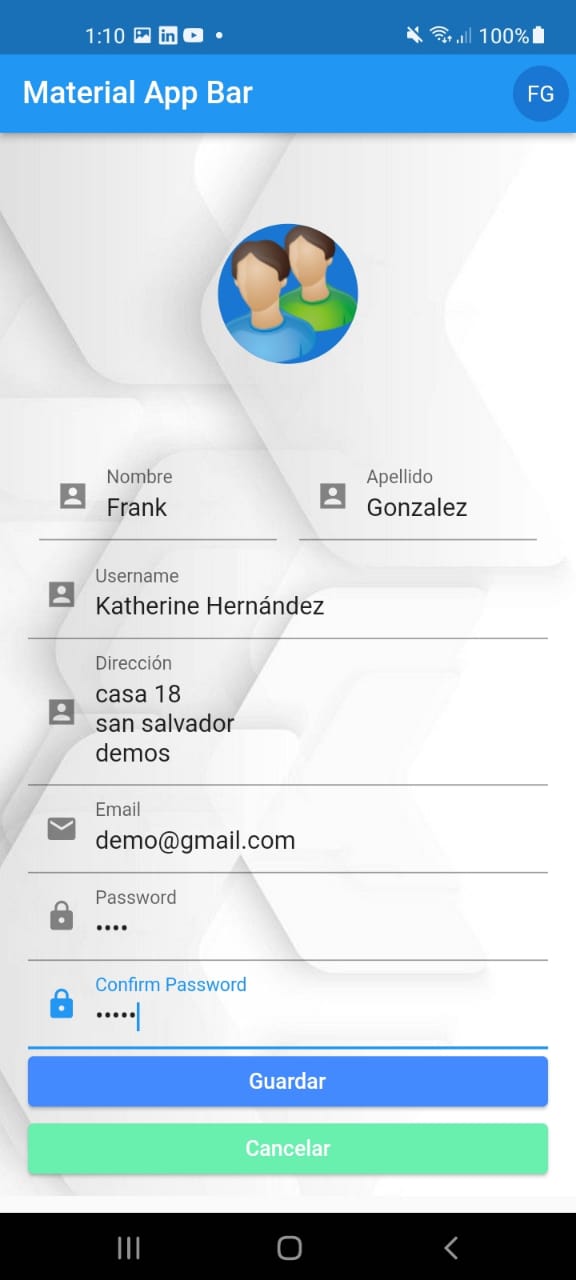 1:10 100%
Material App Bar FG
Nombre Apellido
Frank Gonzalez
Username
Katherine Hernández
Dirección
casa 18
san salvador
demos
Email
demo@gmail.com
Password
••••
Confirm Password
•••••
Guardar
Cancelar